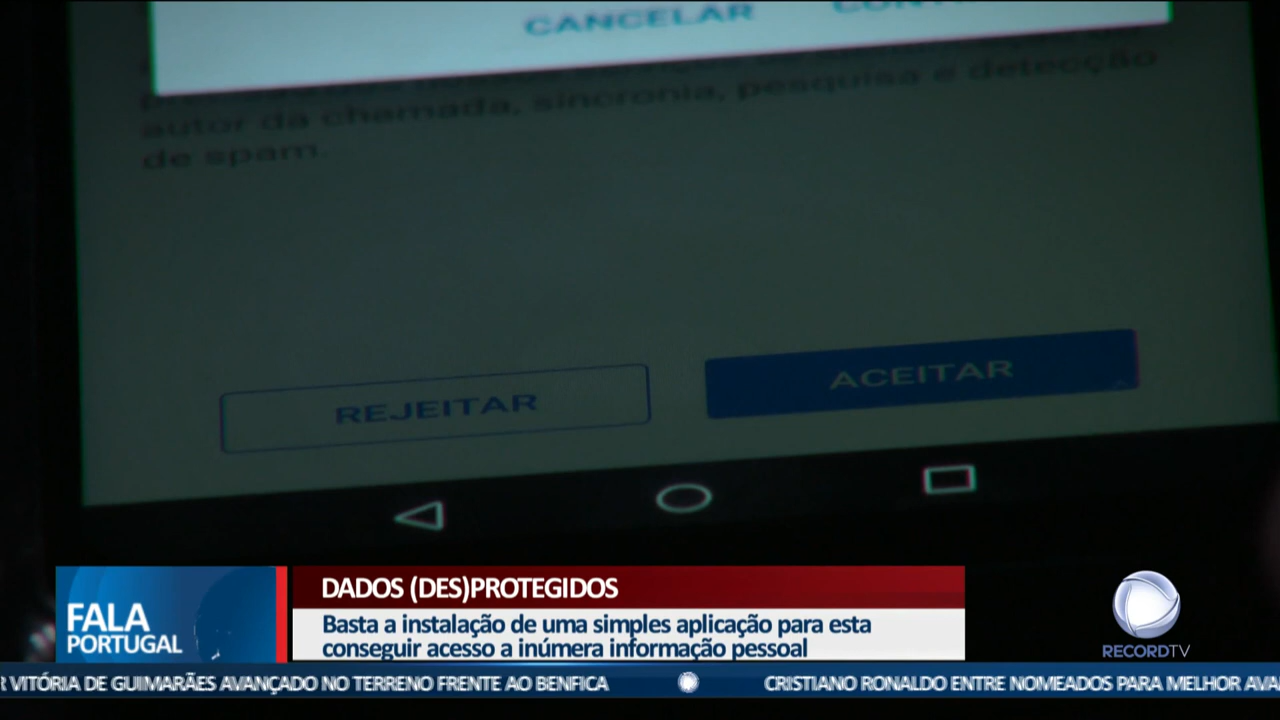 CANCELAR
autor da chamada, sincronia, pesquisa e detecção
de spam.
REJEITAR
ACEITAR
FALA
PORTUGAL
DADOS (DES)PROTEGIDOS
Basta a instalação de uma simples aplicação para esta
conseguir acesso a inúmera informação pessoal
RECORDTV
VITÓRIA DE GUIMARÃES AVANÇADO NO TERRENO FRENTE AO BENFICA
CRISTIANO RONALDO ENTRE NOMEADOS PARA MELHOR